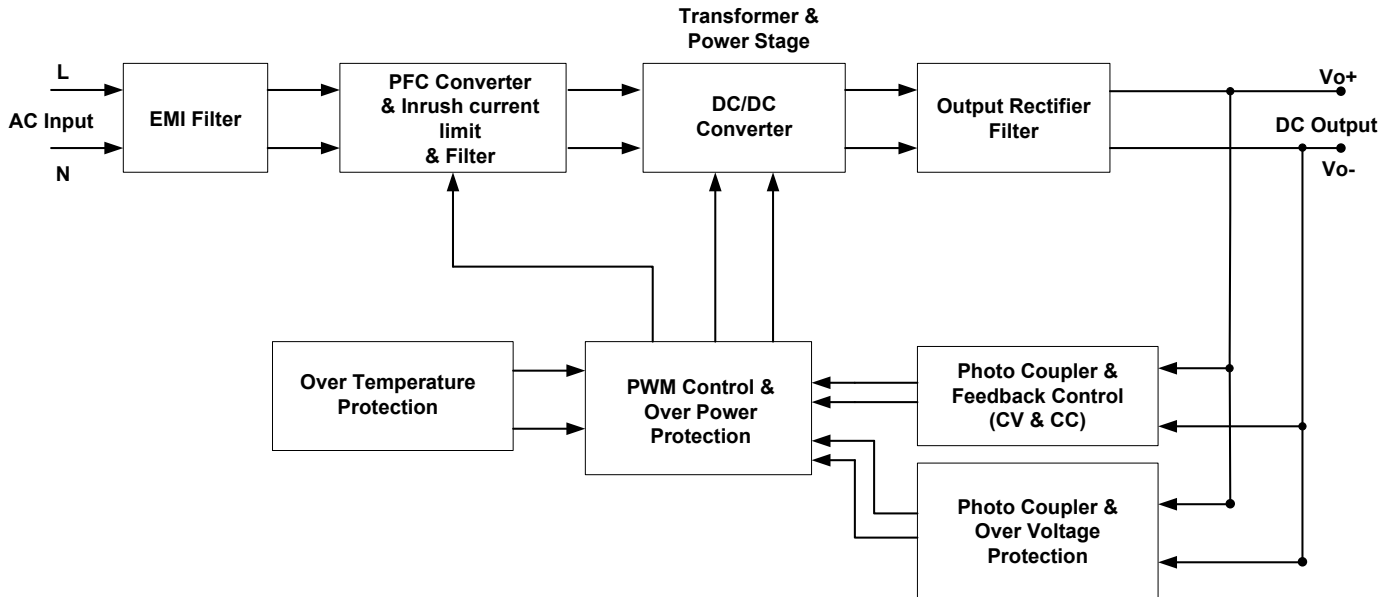 Transformer &
Power Stage
L
AC Input
N
EMI Filter
PFC Converter
& Inrush current
limit
& Filter
DC/DC
Converter
Output Rectifier
Filter
Vo+
DC Output
Vo-
Over Temperature
Protection
PWM Control &
Over Power
Protection
Photo Coupler &
Feedback Control
(CV & CC)
Photo Coupler &
Over Voltage
Protection